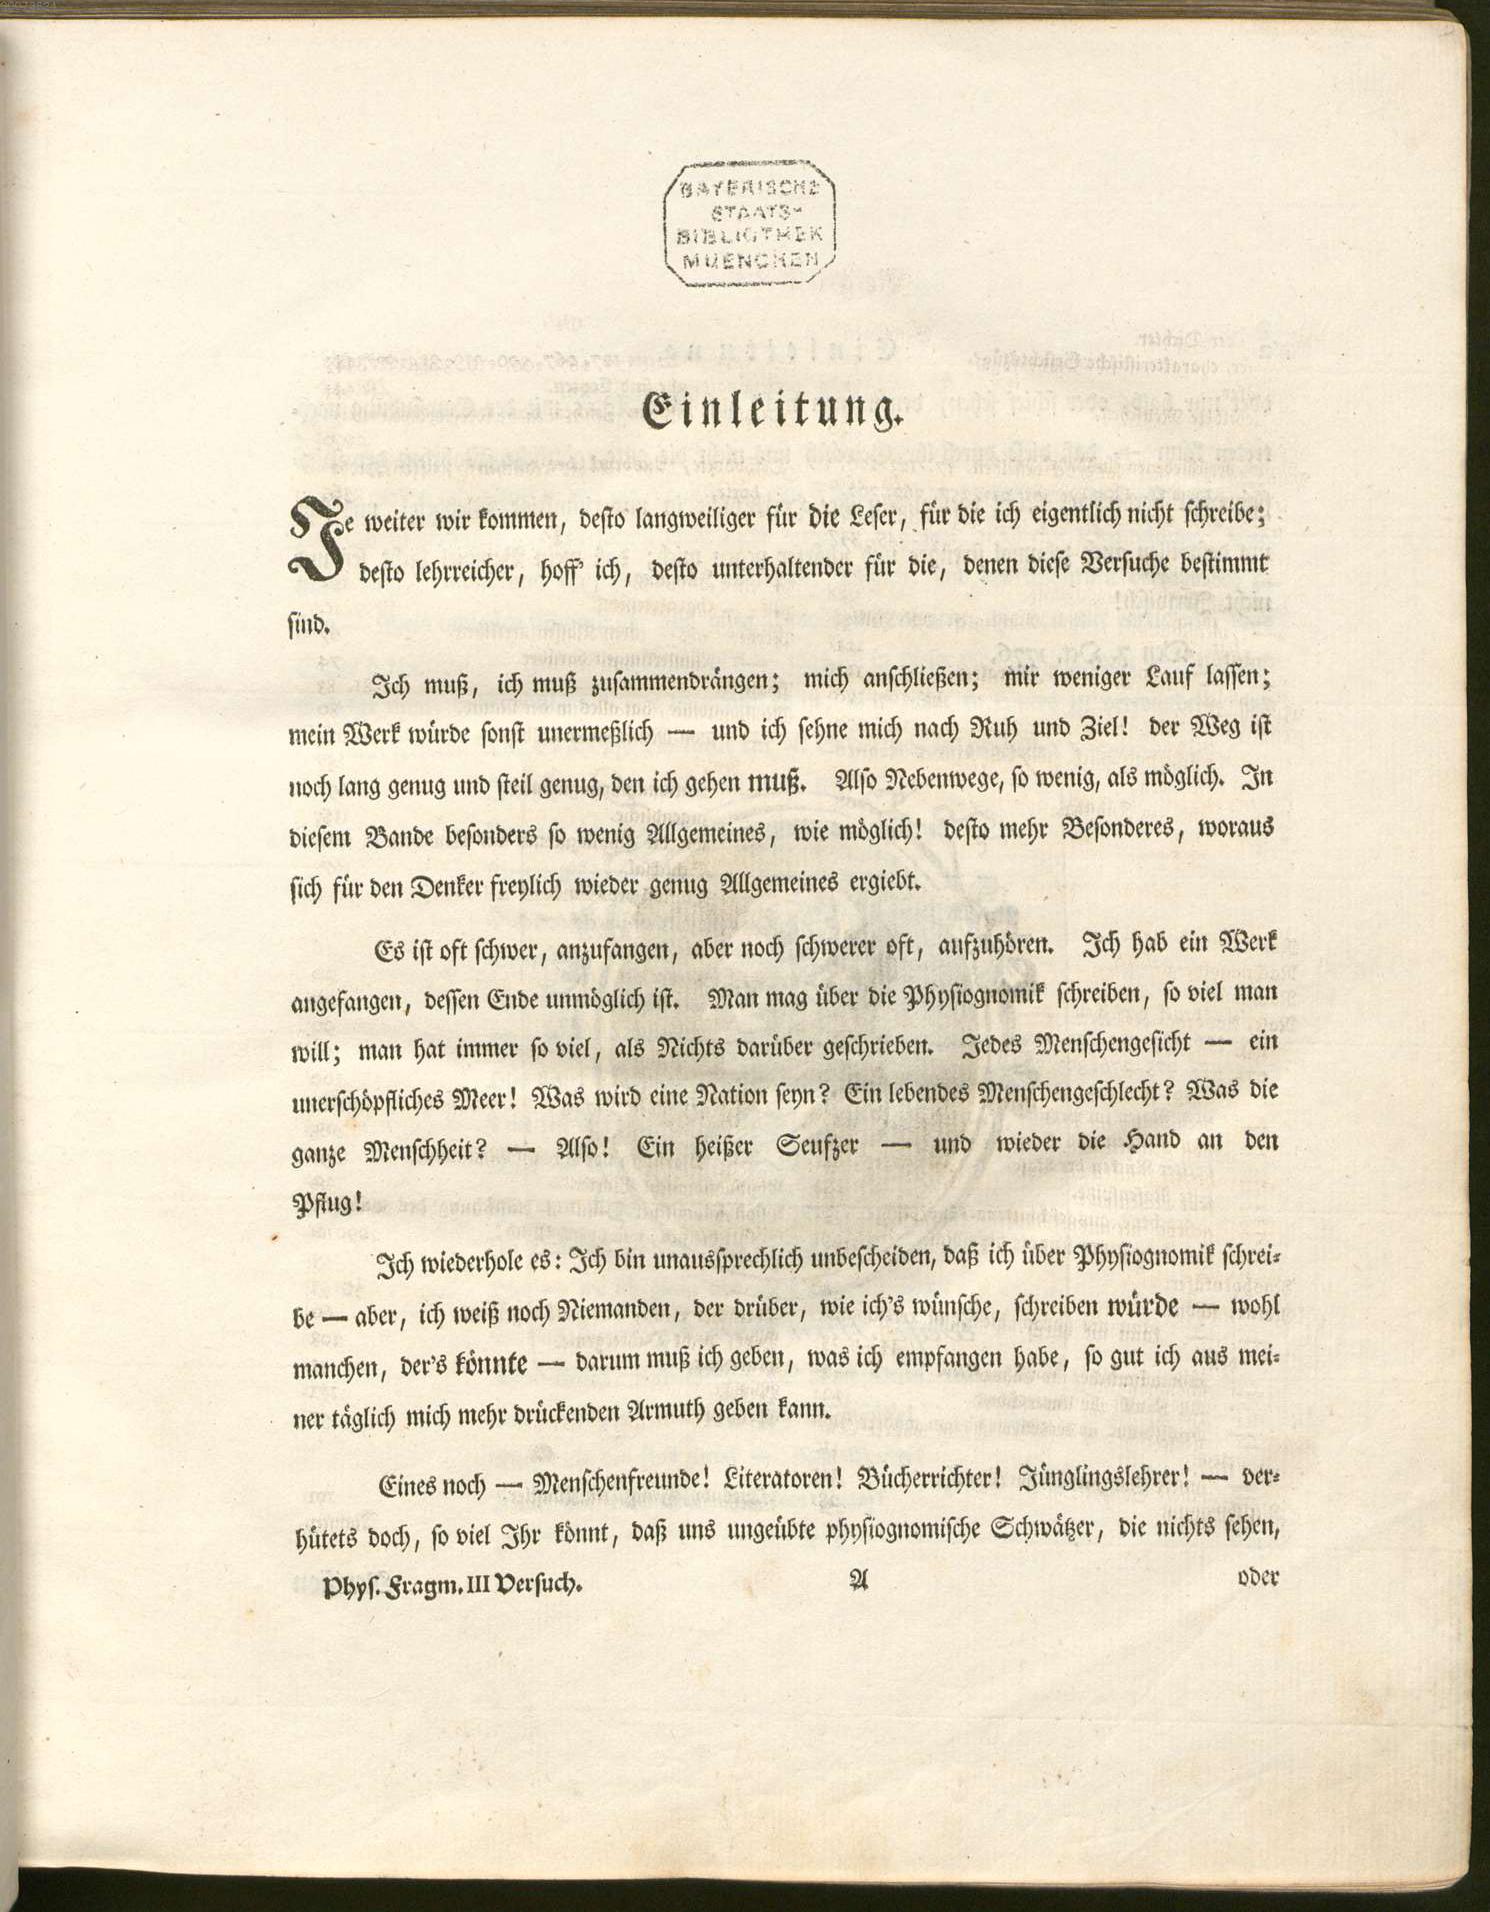 BAYERISCHE
STAATS-
BIBLIOTHEK
MUENCHEN
Einleitung.
Je weiter wir kommen, desto langweiliger für die Leser, für die ich eigentlich nicht schreibe;
desto lehrreicher, hoff' ich, desto unterhaltender für die, denen diese Versuche bestimmt
sind.
Ich muß, ich muß zusammendrängen; mich anschließen; mir weniger Lauf lassen;
mein Werk würde sonst unermeßlich — und ich sehne mich nach Ruh und Ziel! der Weg ist
noch lang genug und steil genug, den ich gehen muß. Also Nebenwege, so wenig, als möglich. In
diesem Bande besonders so wenig Allgemeines, wie möglich! desto mehr Besonderes, woraus
sich für den Denker freylich wieder genug Allgemeines ergiebt.
Es ist oft schwer, anzufangen, aber noch schwerer oft, aufzuhören. Ich hab ein Werk
angefangen, dessen Ende unmöglich ist. Man mag über die Physiognomik schreiben, so viel man
will; man hat immer so viel, als Nichts darüber geschrieben. Jedes Menschengesicht — ein
unerschöpfliches Meer! Was wird eine Nation seyn? Ein lebendes Menschengeschlecht? Was die
ganze Menschheit? — Also! Ein heißer Seufzer — und wieder die Hand an den
Pflug!
Ich wiederhole es: Ich bin unaussprechlich unbescheiden, daß ich über Physiognomik schrei-
be — aber, ich weiß noch Niemanden, der drüber, wie ich's wünsche, schreiben würde — wohl
manchen, der's könnte — darum muß ich geben, was ich empfangen habe, so gut ich aus mei-
ner täglich mich mehr drückenden Armuth geben kann.
Eines noch — Menschenfreunde! Literatoren! Bücherrichter! Jünglingslehrer! — ver-
hütets doch, so viel Ihr könnt, daß uns ungeübte physiognomische Schwätzer, die nichts sehen,
Phys. Fragm. III Versuch. A oder